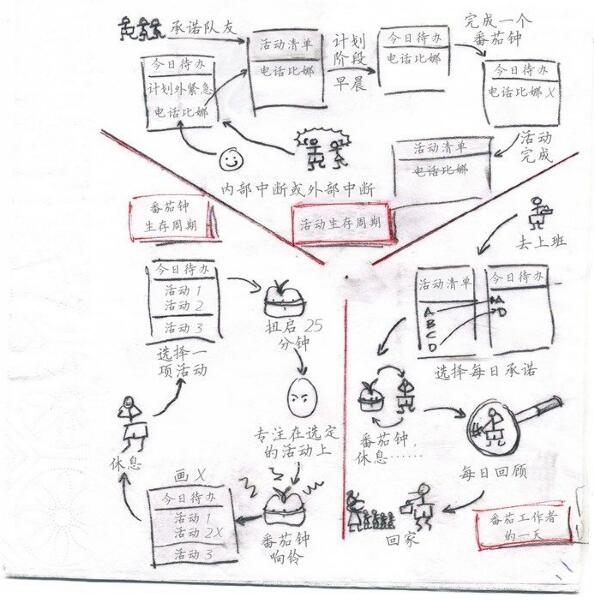 承诺队友
活动清单
电话比娜
计划
阶段
早晨
今日待办
电话比娜
完成一个
番茄钟
今日待办
电话比娜 X
今日待办
计划外紧急
电话比娜
内部中断或外部中断
活动清单
电话比娜
活动
完成
活动生存周期
番茄钟
生存周期
今日待办
活动 1
活动 2
活动 3
选择一
项活动
扭启 25
分钟
专注在选定
的活动上
番茄钟
响铃
画 X
今日待办
活动 1
活动 2X
活动 3
休息
去上班
活动清单
A
B
C
D
今日待办
A
D
选择每日承诺
番茄钟,
休息……
每日回顾
回家
番茄工作者
的一天